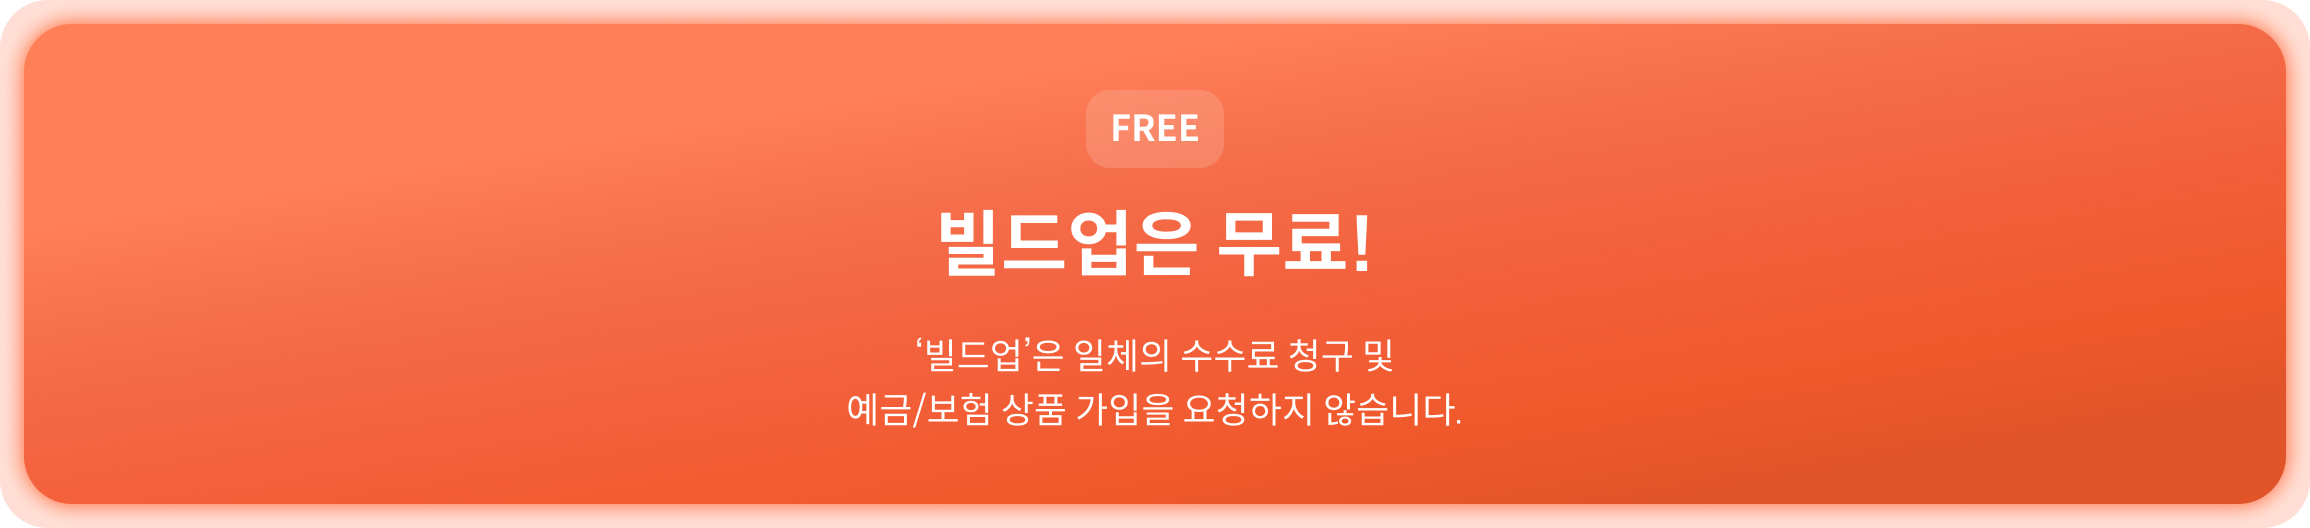 FREE
빌드업은 무료!
‘빌드업’은 일체의 수수료 청구 및
예금/보험 상품 가입을 요청하지 않습니다.